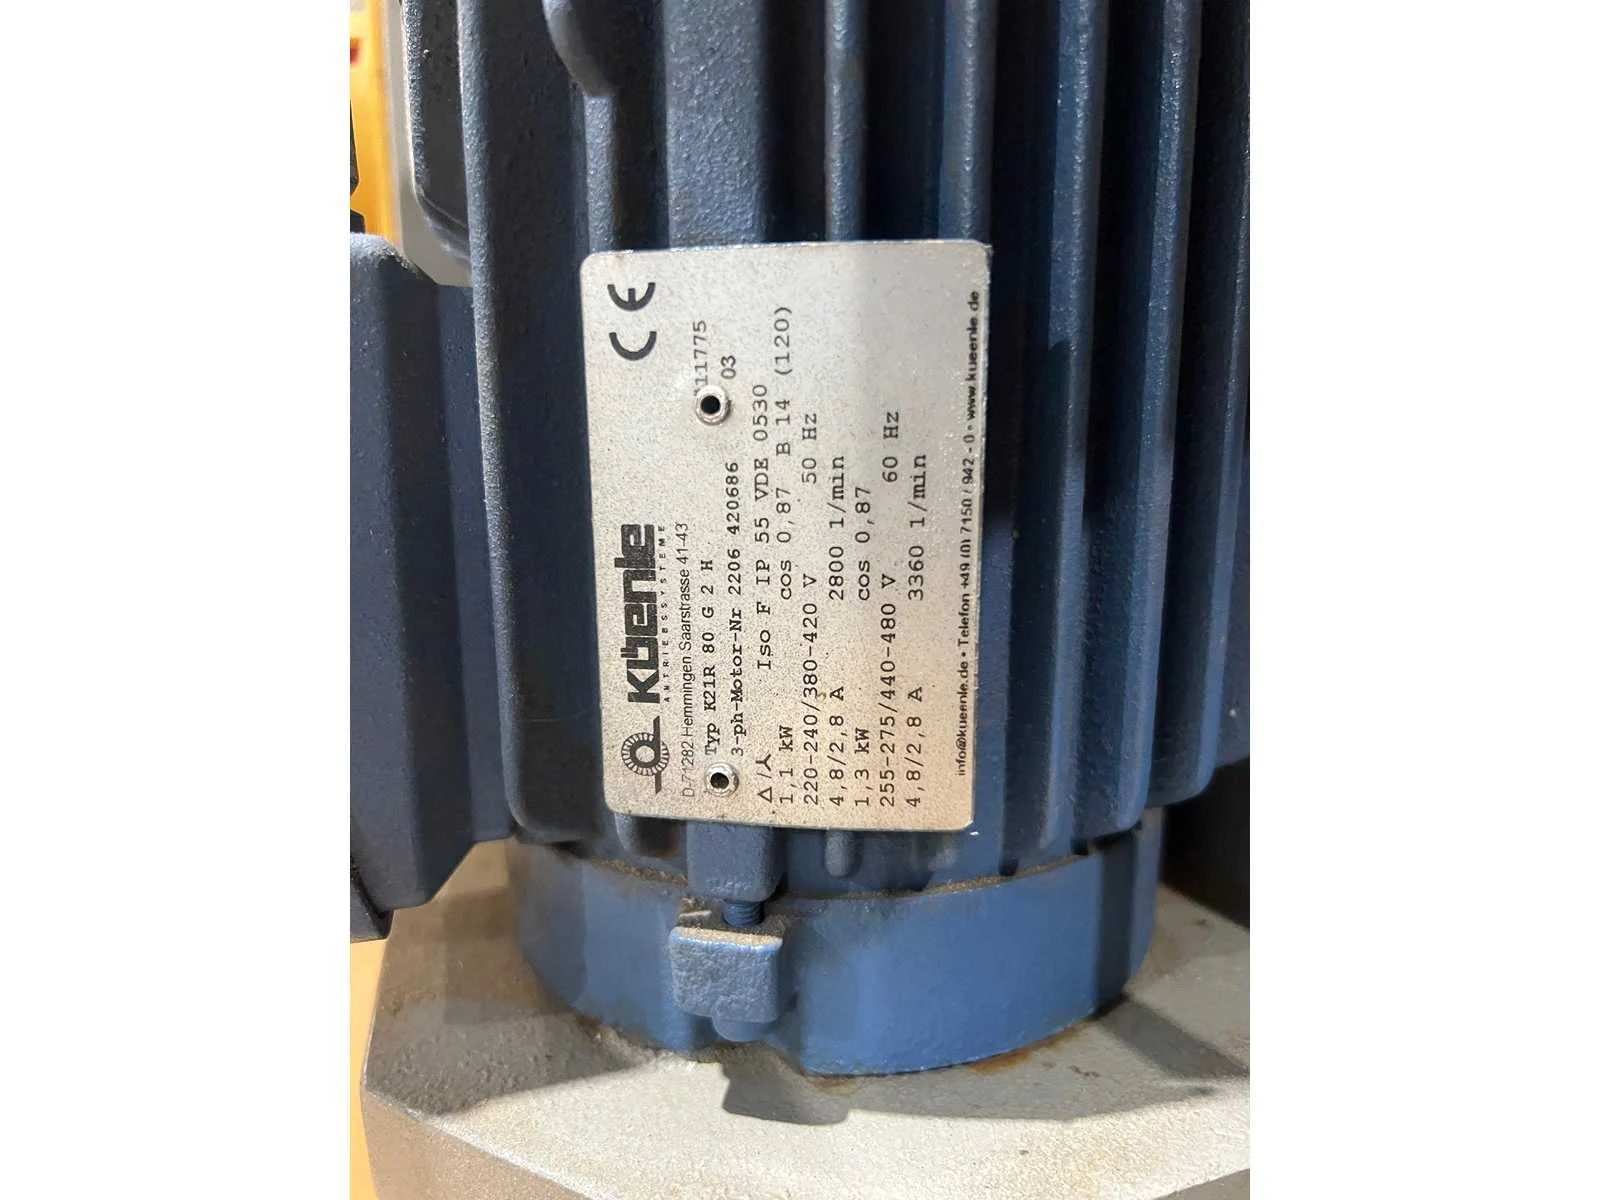 CE
Küenle
ANTRIEBSSYSTEME
D-71282 Hemmingen Saarstrasse 41-43
Typ K21R 80 G 2 H 111775
3-ph-Motor-Nr 2206 420686 03
Δ/⅄ Iso F IP 55 VDE 0530
1,1 kW cos 0,87 B 14 (120)
220-240/380-420 V 50 Hz
4,8/2,8 A 2800 1/min
1,3 kW cos 0,87
255-275/440-480 V 60 Hz
4,8/2,8 A 3360 1/min
info@kueenle.de • Telefon +49 (0) 7150 / 942 - 0 • www.kueenle.de